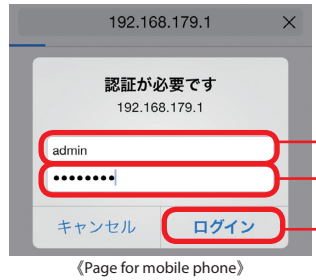 192.168.179.1 ×
認証が必要です
192.168.179.1
admin
••••••••
キャンセル ログイン
《Page for mobile phone》